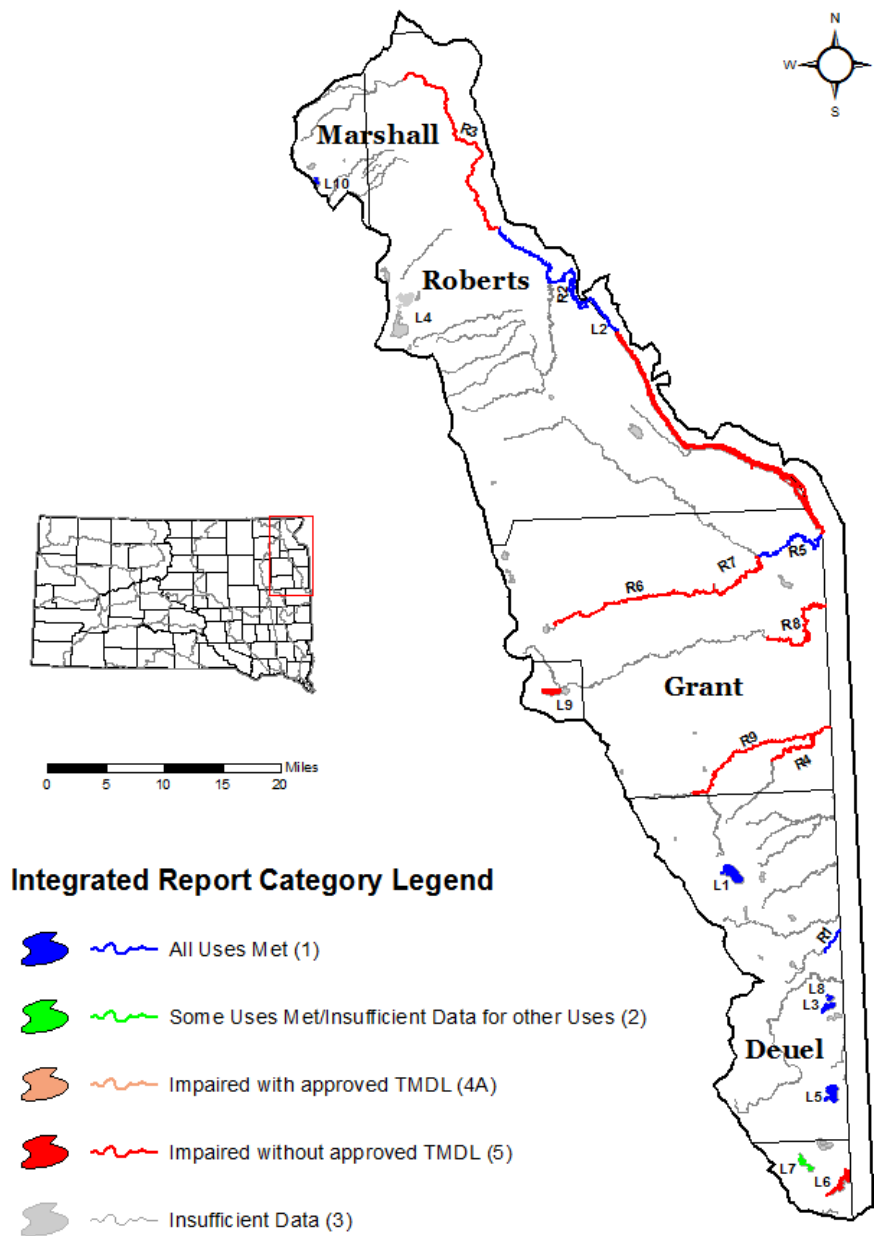 N
W
S
Marshall
R3
L10
Roberts
R2
L4
L2
R5
R7
R6
R8
L9
Grant
R9
R4
Miles
0 5 10 15 20
L1
Integrated Report Category Legend
R1
All Uses Met (1)
L8
L3
Some Uses Met/Insufficient Data for other Uses (2)
Deuel
Impaired with approved TMDL (4A)
L5
Impaired without approved TMDL (5)
L7
L6
Insufficient Data (3)